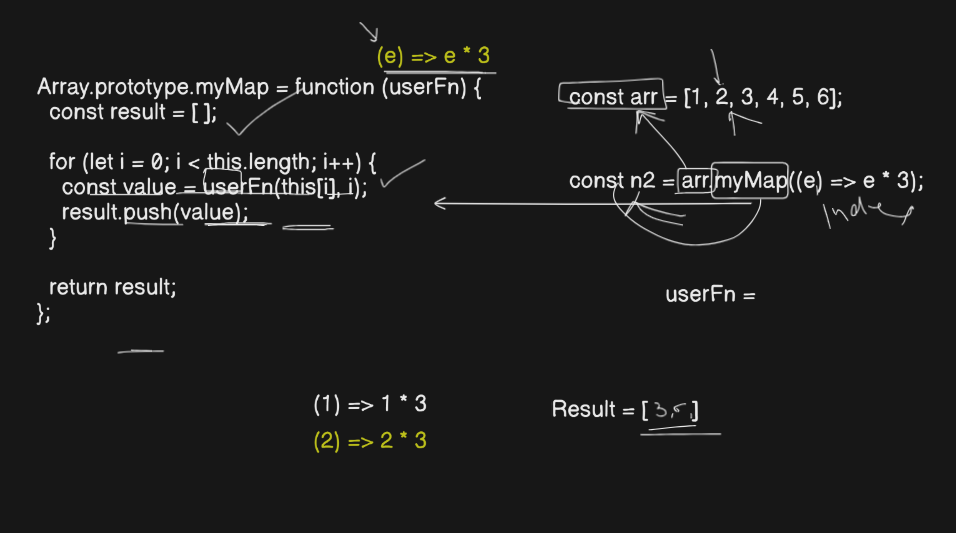 (e) => e * 3
Array.prototype.myMap = function (userFn) {
const result = [ ];
for (let i = 0; i < this.length; i++) {
const value = userFn(this[i], i);
result.push(value);
}
return result;
};
const arr = [1, 2, 3, 4, 5, 6];
const n2 = arr.myMap((e) => e * 3);
Index
userFn =
(1) => 1 * 3
(2) => 2 * 3
Result = [ 3, ]